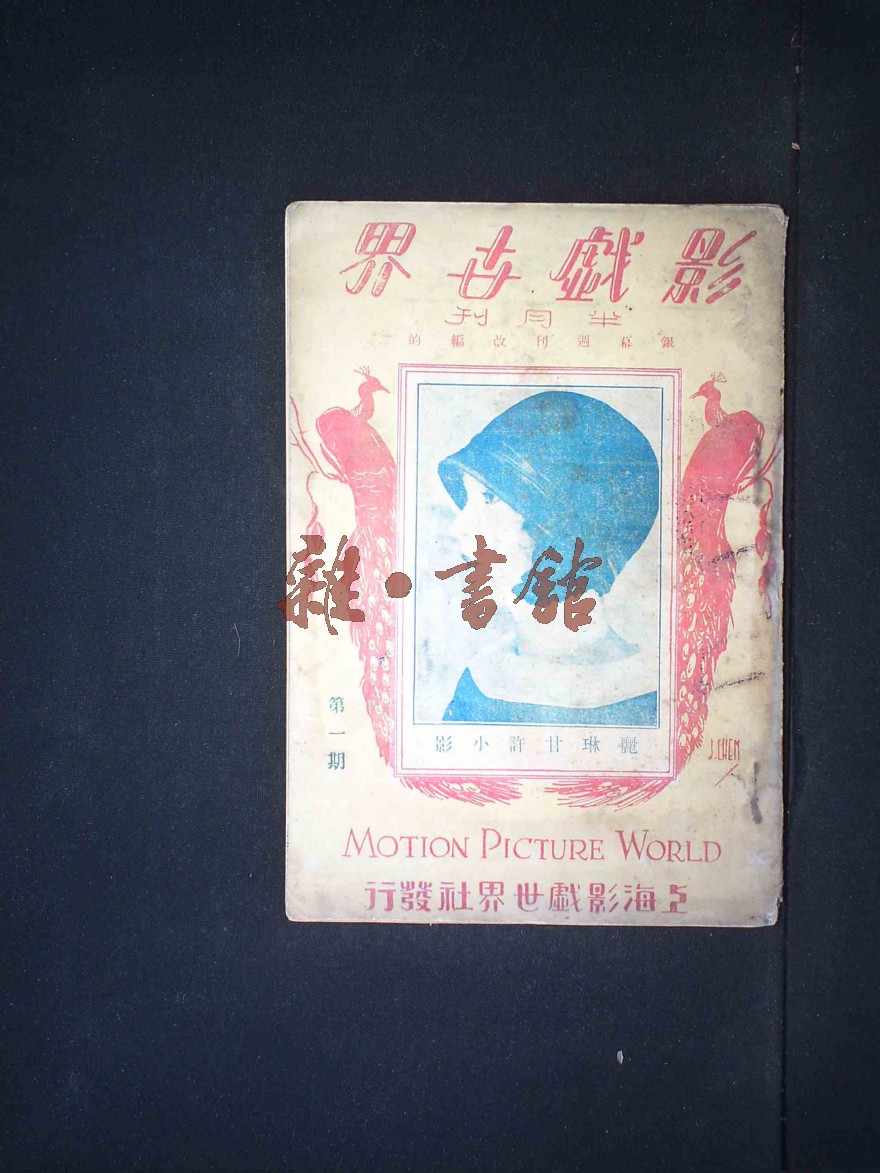 影戲世界
半月刊
銀幕週刊改編的
雜·書館
第一期
麗琳甘許小影
J.CHEN
MOTION PICTURE WORLD
上海影戲世界社發行